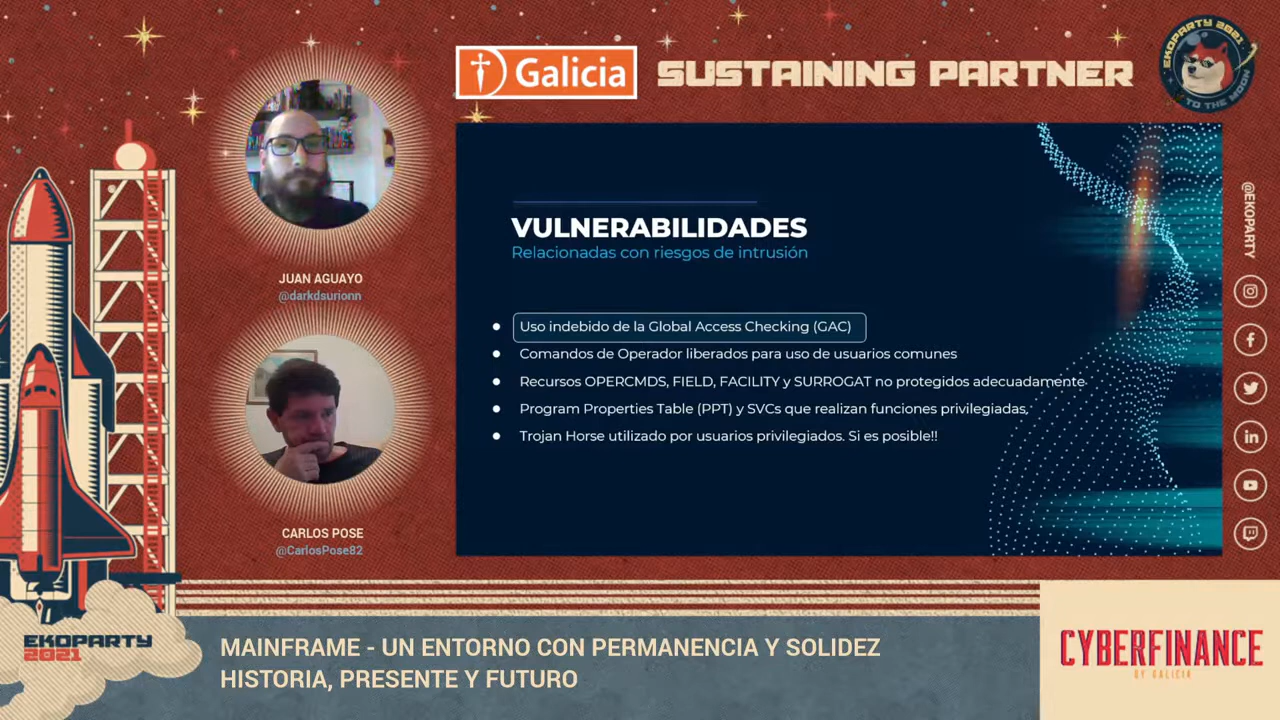 Galicia
SUSTAINING PARTNER
EKOPARTY 2021
TO THE MOON
JUAN AGUAYO
@darkdsurionn
CARLOS POSE
@CarlosPose82
VULNERABILIDADES
Relacionadas con riesgos de intrusión
Uso indebido de la Global Access Checking (GAC)
Comandos de Operador liberados para uso de usuarios comunes
Recursos OPERCMDS, FIELD, FACILITY y SURROGAT no protegidos adecuadamente
Program Properties Table (PPT) y SVCs que realizan funciones privilegiadas,
Trojan Horse utilizado por usuarios privilegiados. Si es posible!!
@EKOPARTY
in
EKOPARTY
2021
MAINFRAME - UN ENTORNO CON PERMANENCIA Y SOLIDEZ
HISTORIA, PRESENTE Y FUTURO
CYBERFINANCE
BY GALICIA